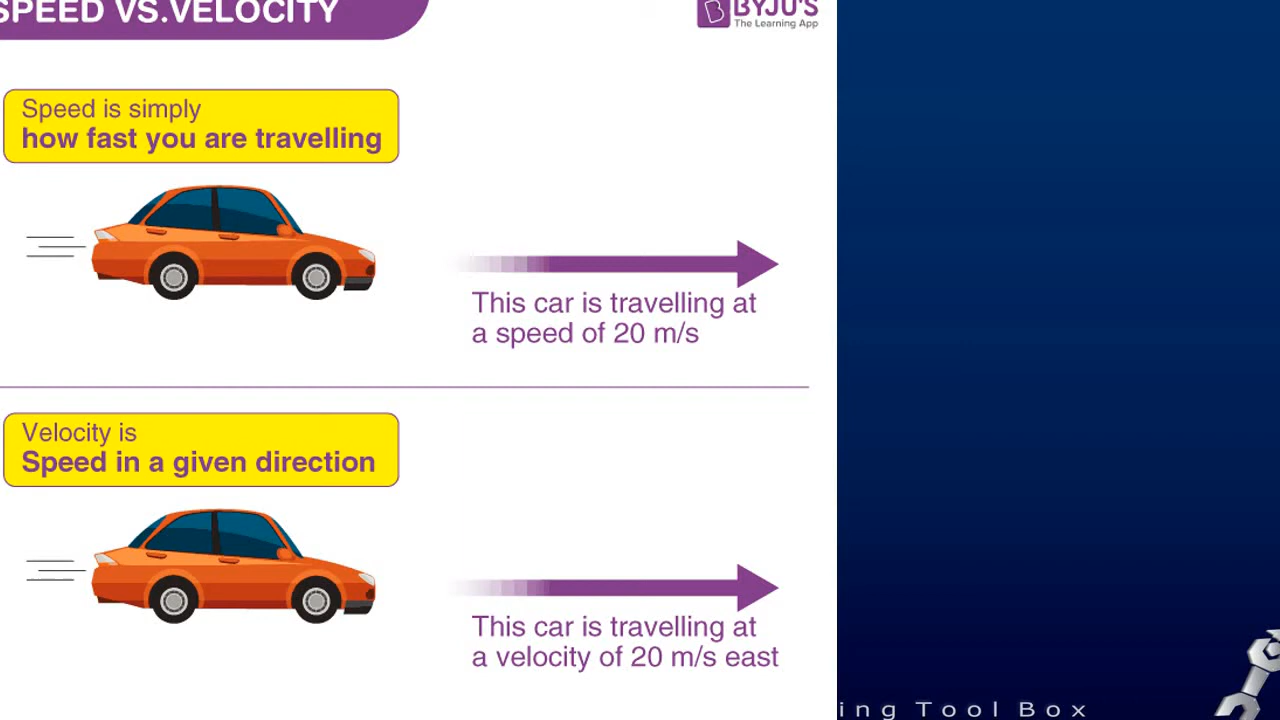 SPEED VS.VELOCITY
BYJU'S
The Learning App
Speed is simply
how fast you are travelling
This car is travelling at
a speed of 20 m/s
Velocity is
Speed in a given direction
This car is travelling at
a velocity of 20 m/s east
ing Tool Box